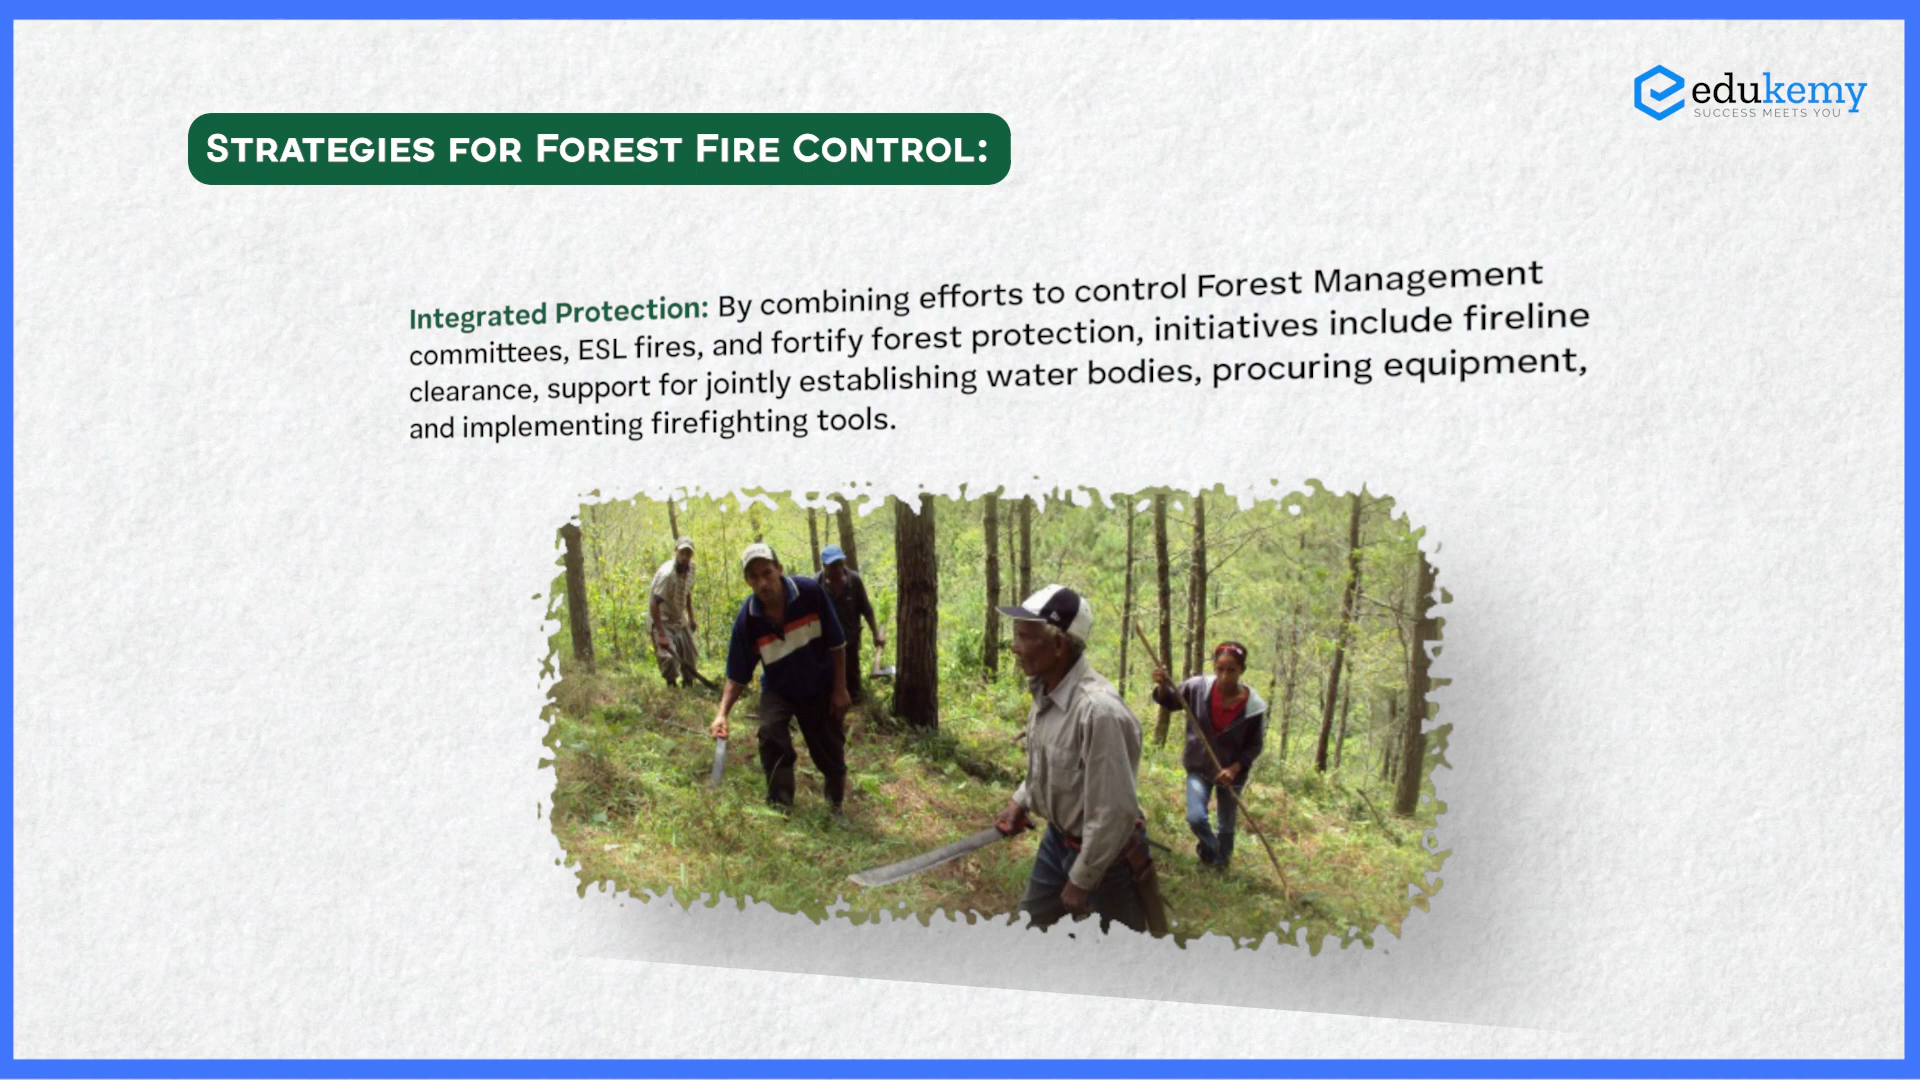 edukemy
SUCCESS MEETS YOU
STRATEGIES FOR FOREST FIRE CONTROL:
Integrated Protection: By combining efforts to control Forest Management
committees, ESL fires, and fortify forest protection, initiatives include fireline
clearance, support for jointly establishing water bodies, procuring equipment,
and implementing firefighting tools.